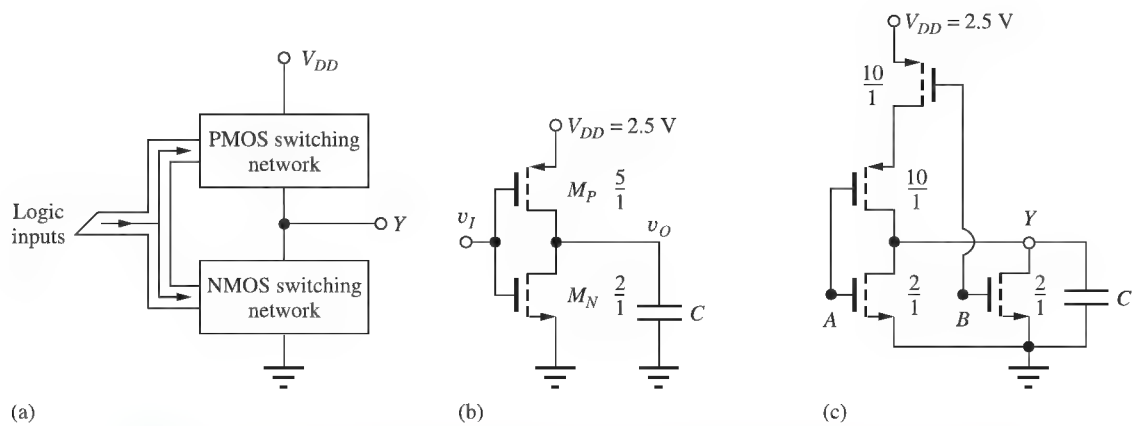 V_DD
PMOS switching
network
Logic
inputs
Y
NMOS switching
network
(a)
V_DD = 2.5 V
M_P 5/1
v_I
v_O
M_N 2/1
C
(b)
V_DD = 2.5 V
10/1
10/1
Y
2/1
2/1
A
B
C
(c)